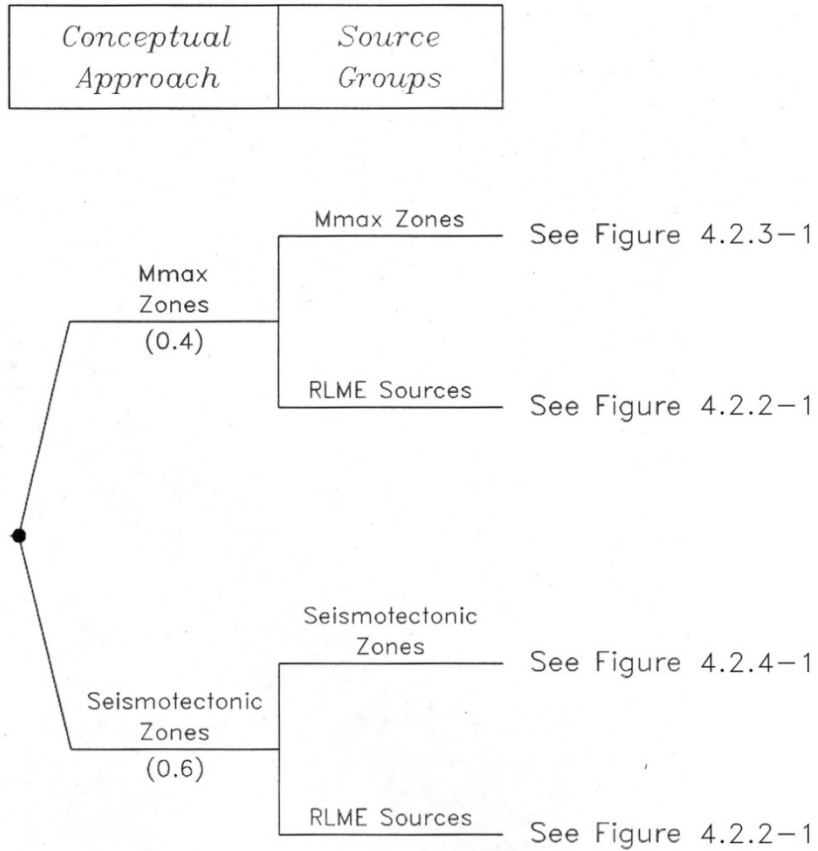 Conceptual Approach
Source Groups
Mmax Zones
See Figure 4.2.3-1
Mmax
Zones
(0.4)
RLME Sources
See Figure 4.2.2-1
Seismotectonic
Zones
See Figure 4.2.4-1
Seismotectonic
Zones
(0.6)
RLME Sources
See Figure 4.2.2-1